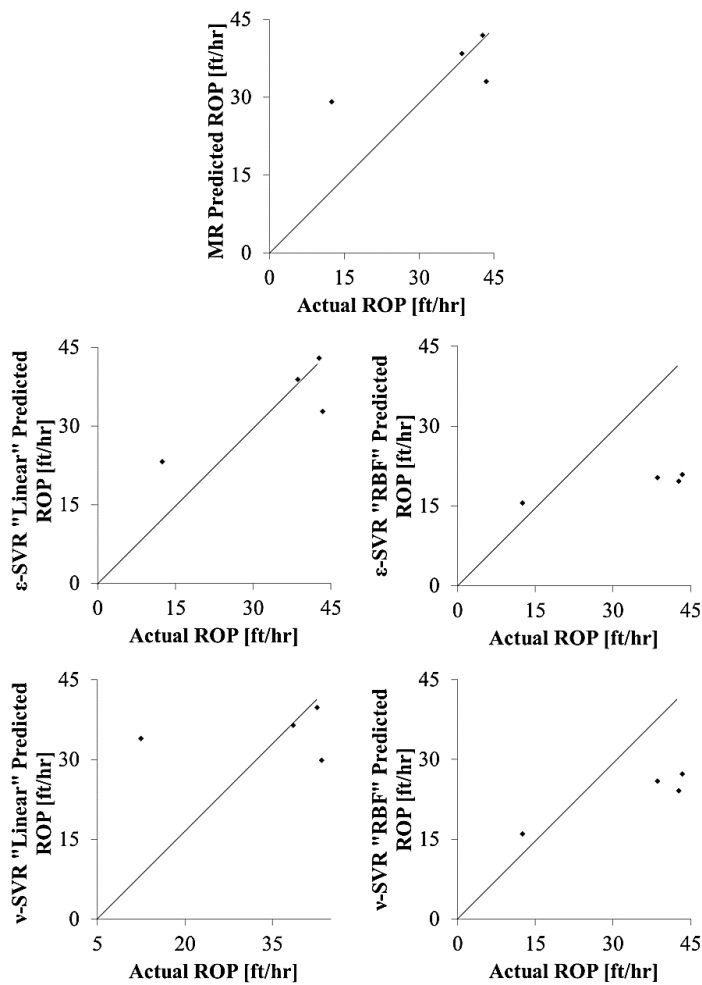 45
30
15
0
MR Predicted ROP [ft/hr]
0 15 30 45
Actual ROP [ft/hr]
45
30
15
0
ε-SVR "Linear" Predicted
ROP [ft/hr]
0 15 30 45
Actual ROP [ft/hr]
45
30
15
0
ε-SVR "RBF" Predicted
ROP [ft/hr]
0 15 30 45
Actual ROP [ft/hr]
45
30
15
0
ν-SVR "Linear" Predicted
ROP [ft/hr]
5 20 35
Actual ROP [ft/hr]
45
30
15
0
ν-SVR "RBF" Predicted
ROP [ft/hr]
0 15 30 45
Actual ROP [ft/hr]